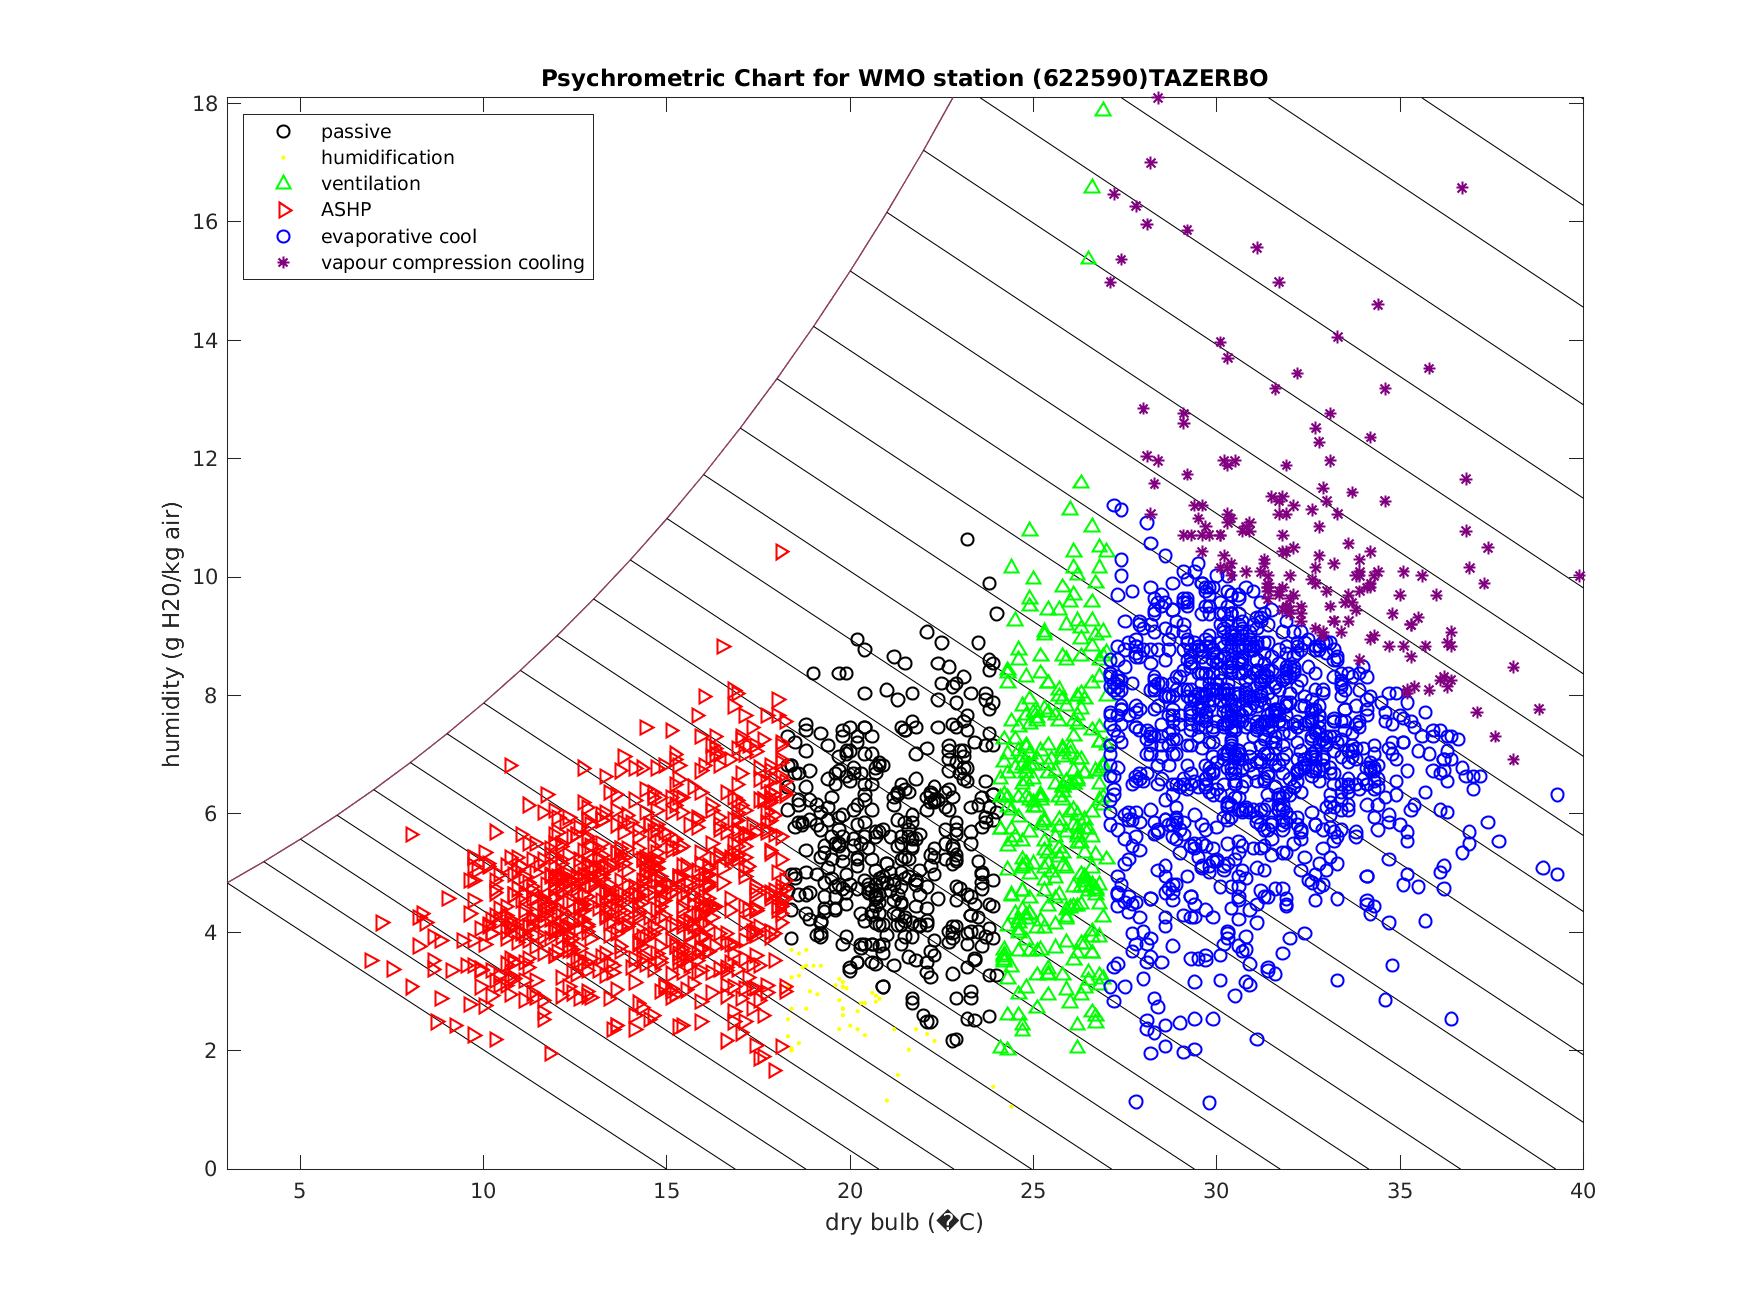 Psychrometric Chart for WMO station (622590)TAZERBO
passive
humidification
ventilation
ASHP
evaporative cool
vapour compression cooling
18
16
14
12
10
8
6
4
2
0
humidity (g H20/kg air)
5 10 15 20 25 30 35 40
dry bulb (�C)